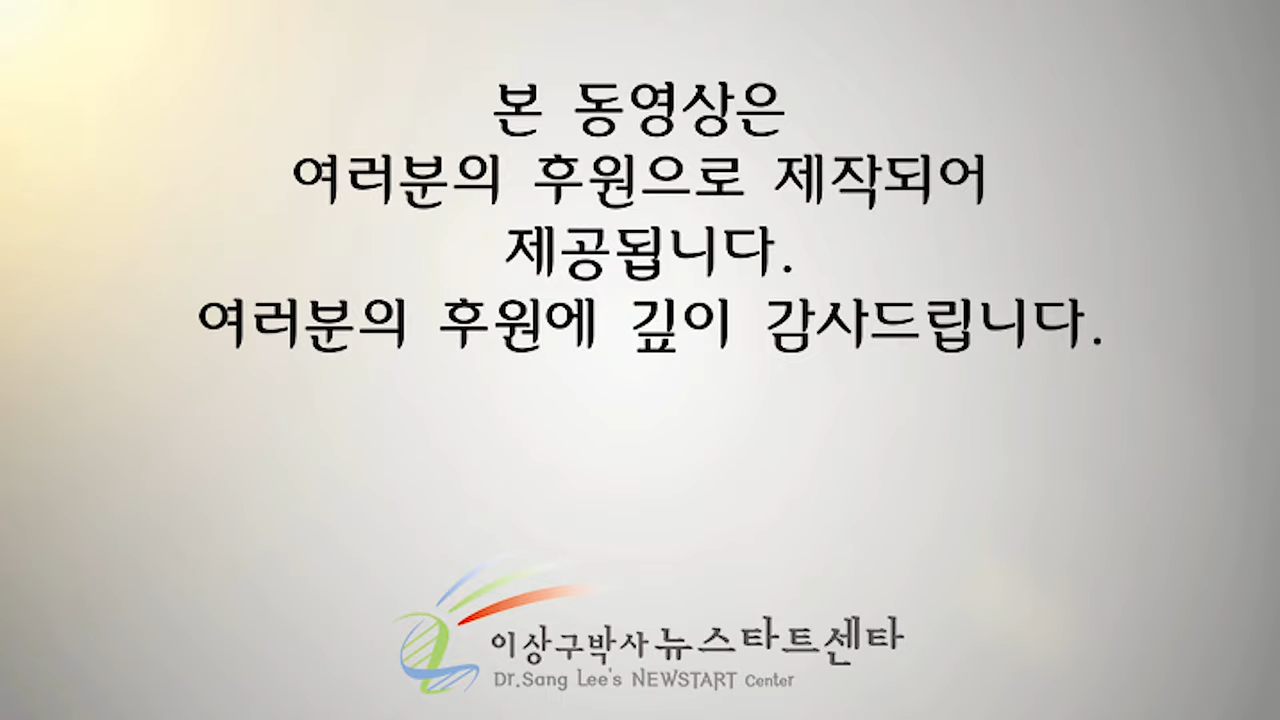 본 동영상은
여러분의 후원으로 제작되어
제공됩니다.
여러분의 후원에 깊이 감사드립니다.
이상구박사 뉴스타트센타
Dr.Sang Lee's NEWSTART Center